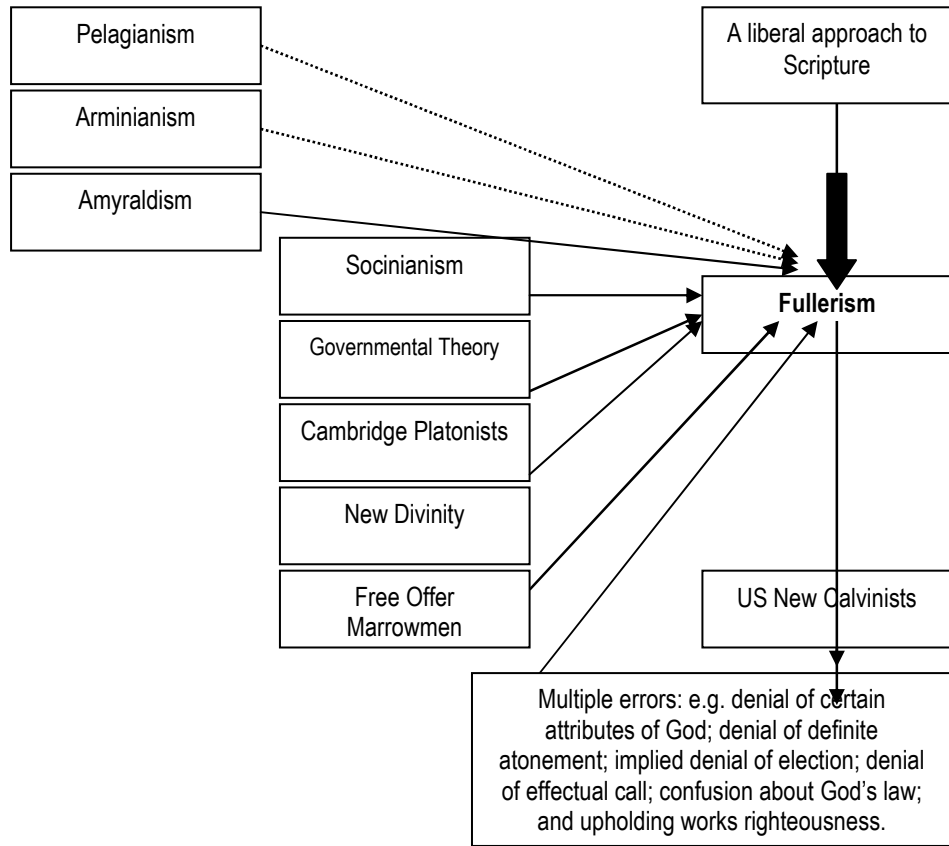 Pelagianism
Arminianism
Amyraldism
A liberal approach to
Scripture
Socinianism
Governmental Theory
Cambridge Platonists
New Divinity
Free Offer
Marrowmen
Fullerism
US New Calvinists
Multiple errors: e.g. denial of certain
attributes of God; denial of definite
atonement; implied denial of election; denial
of effectual call; confusion about God’s law;
and upholding works righteousness.